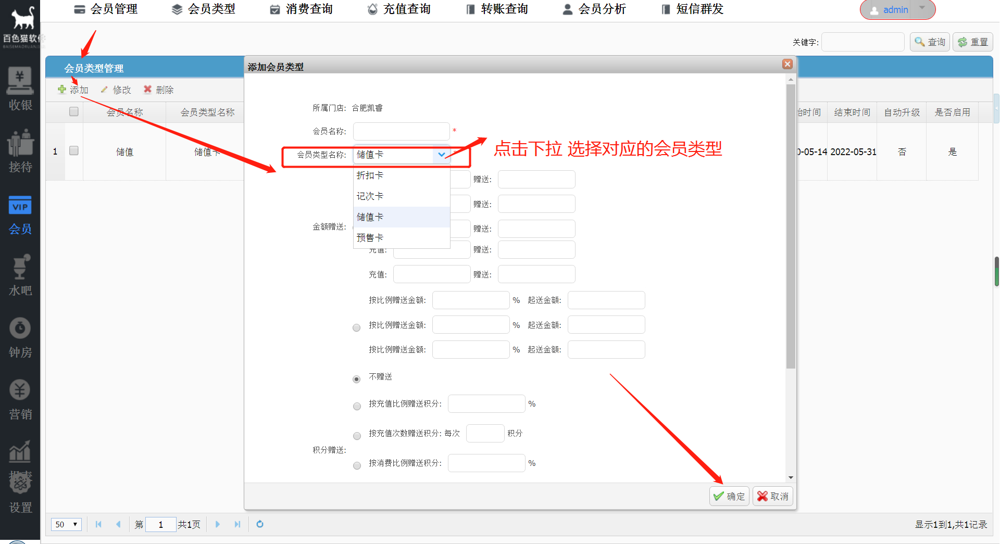 会员管理 会员类型 消费查询 充值查询 转账查询 会员分析 短信群发 admin
百色猫软件
关键字: 查询 重置
会员类型管理
添加 修改 删除
会员名称 会员类型名称
时间 结束时间 自动升级 是否启用
1 储值 储值卡
0-05-14 2022-05-31 否 是
收银
接待
VIP
会员
水吧
钟房
营销
设置
添加会员类型
所属门店: 合肥凯睿
会员名称: *
会员类型名称: 储值卡
点击下拉 选择对应的会员类型
折扣卡
记次卡
储值卡
预售卡
赠送:
赠送:
金额赠送: 赠送:
充值: 赠送:
充值: 赠送:
按比例赠送金额: % 起送金额:
按比例赠送金额: % 起送金额:
按比例赠送金额: % 起送金额:
不赠送
按充值比例赠送积分: %
按充值次数赠送积分: 每次 积分
积分赠送:
按消费比例赠送积分: %
确定 取消
50 第 1 共1页 显示1到1,共1记录